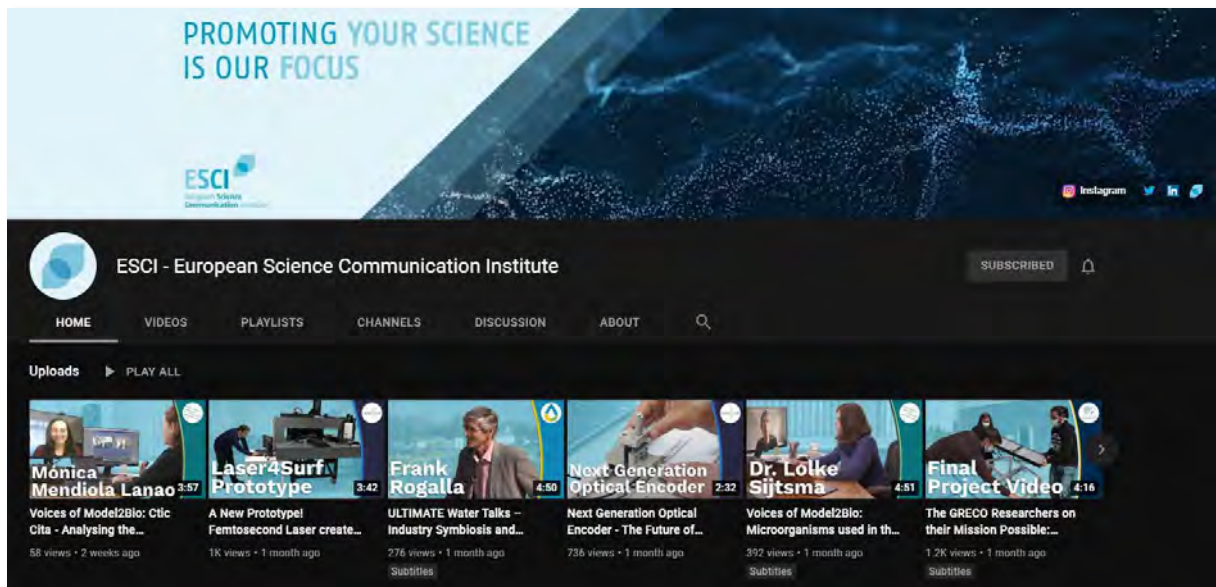 PROMOTING YOUR SCIENCE
IS OUR FOCUS
ESCI
European Science
Communication Institute
Instagram
ESCI - European Science Communication Institute
SUBSCRIBED
HOME VIDEOS PLAYLISTS CHANNELS DISCUSSION ABOUT
Uploads PLAY ALL
Mónica
Mendiola Lanao 3:57
Voices of Model2Bio: Ctic
Cita - Analysing the...
58 views • 2 weeks ago
Laser4Surf
Prototype 3:42
A New Prototype!
Femtosecond Laser create...
1K views • 1 month ago
Frank
Rogalla 4:50
ULTIMATE Water Talks –
Industry Symbiosis and...
276 views • 1 month ago
Subtitles
Next Generation
Optical Encoder 2:32
Next Generation Optical
Encoder - The Future of...
736 views • 1 month ago
Dr. Lolke
Sijtsma 4:51
Voices of Model2Bio:
Microorganisms used in th...
392 views • 1 month ago
Subtitles
Final
Project Video 4:16
The GRECO Researchers on
their Mission Possible:...
1.2K views • 1 month ago
Subtitles